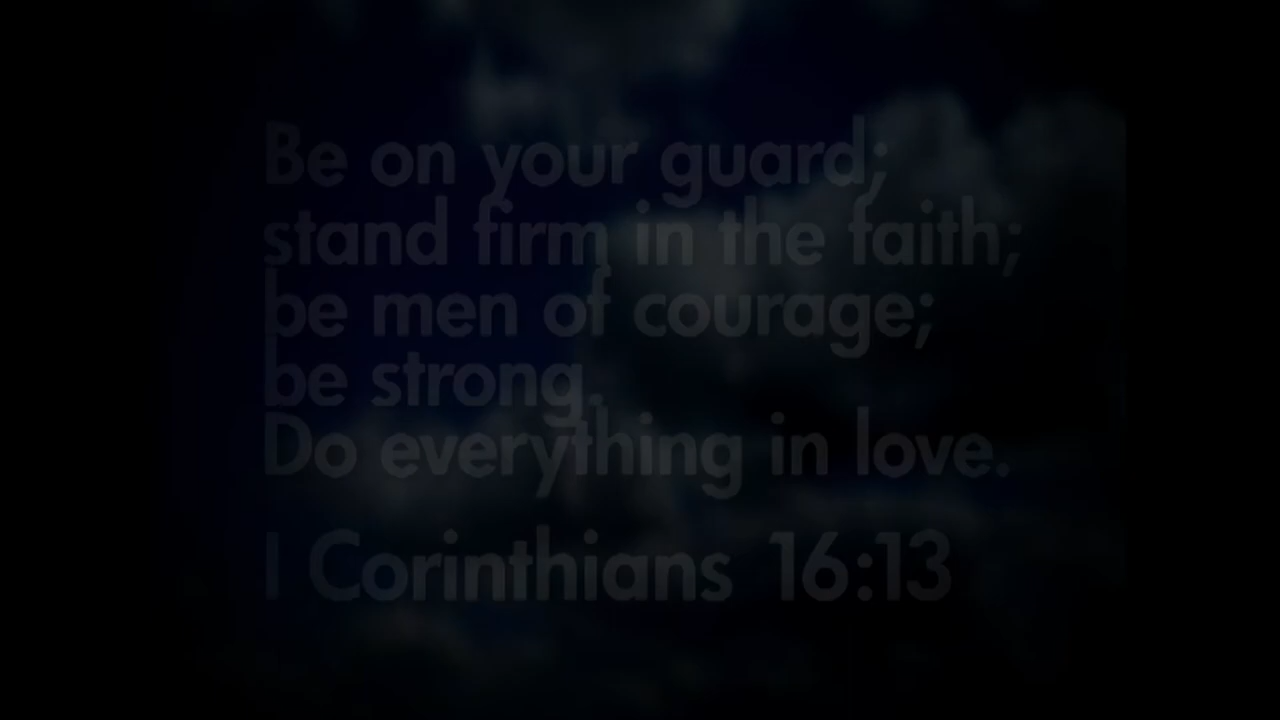 Be on your guard;
stand firm in the faith;
be men of courage;
be strong.
Do everything in love.
I Corinthians 16:13